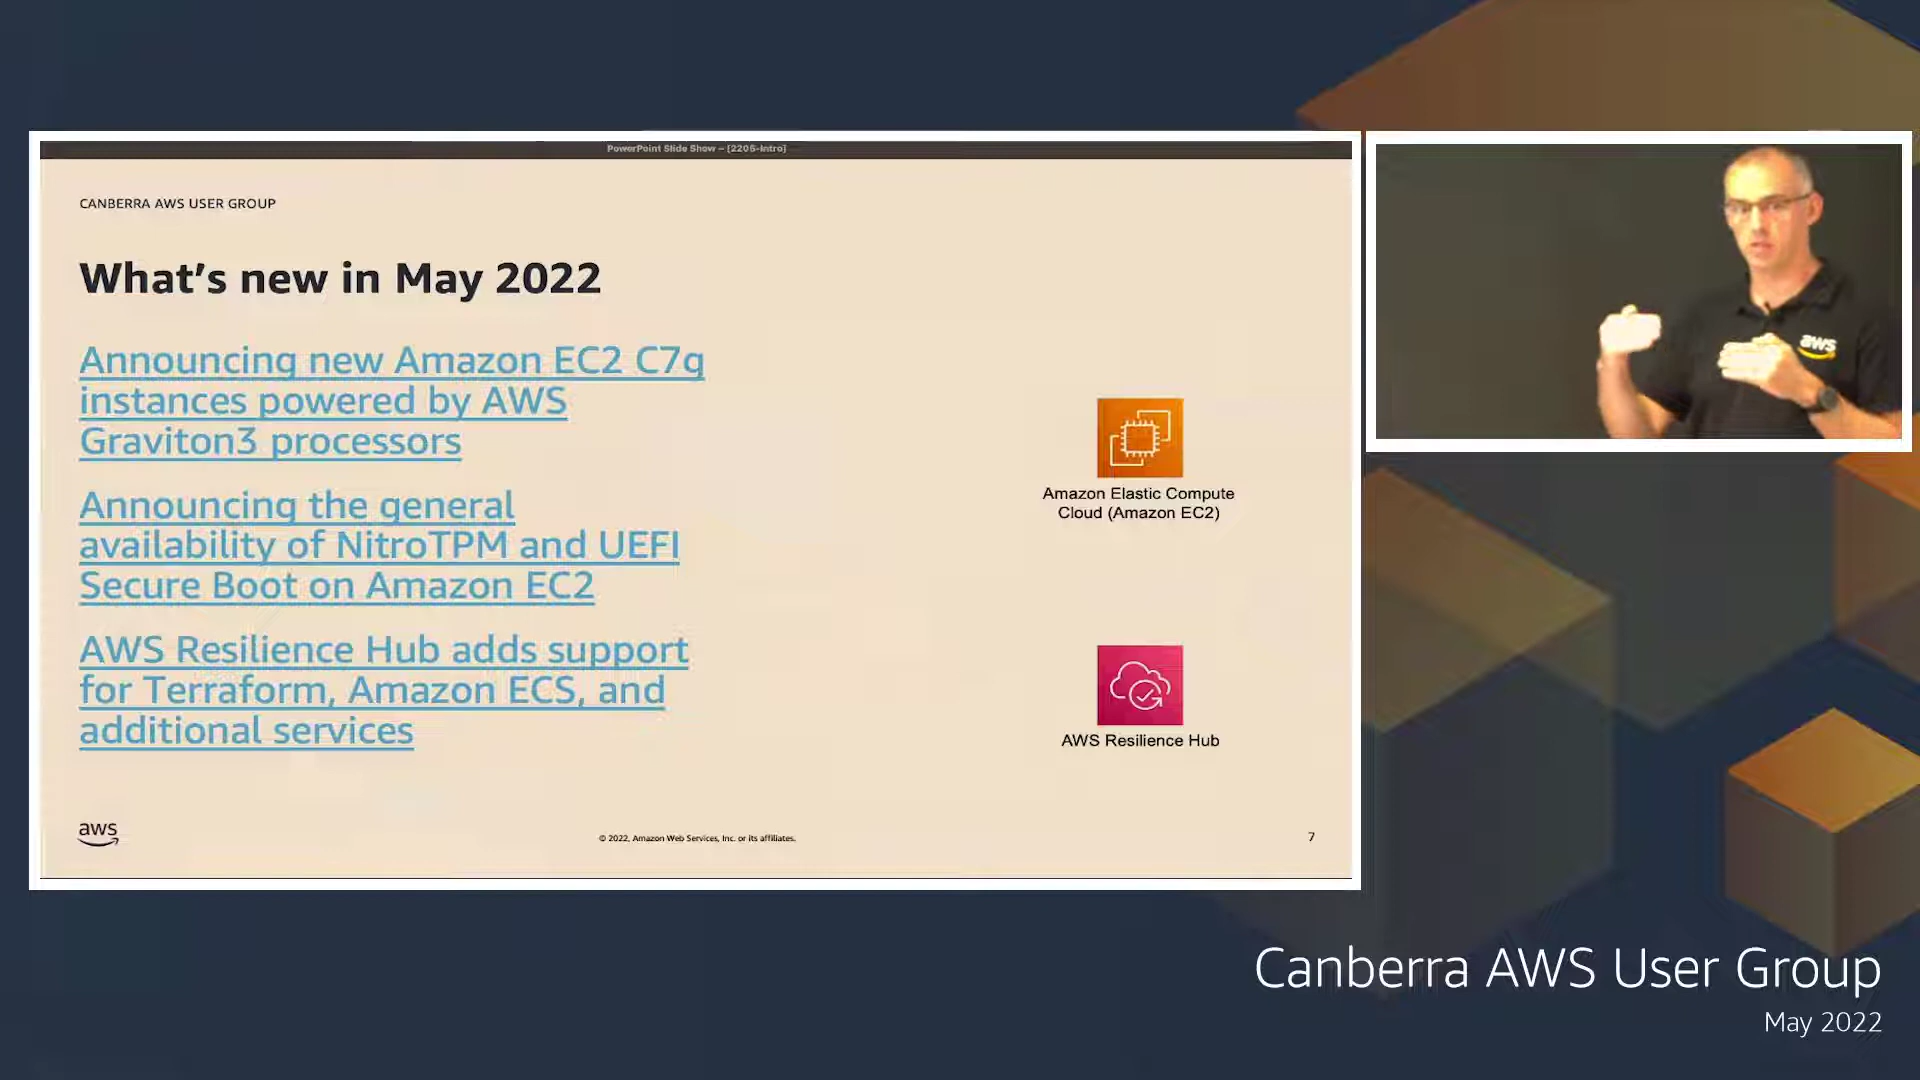 PowerPoint Slide Show – [2205-Intro]
CANBERRA AWS USER GROUP
What's new in May 2022
Announcing new Amazon EC2 C7g
instances powered by AWS
Graviton3 processors
Announcing the general
availability of NitroTPM and UEFI
Secure Boot on Amazon EC2
AWS Resilience Hub adds support
for Terraform, Amazon ECS, and
additional services
Amazon Elastic Compute
Cloud (Amazon EC2)
AWS Resilience Hub
aws
© 2022, Amazon Web Services, Inc. or its affiliates.
7
aws
Canberra AWS User Group
May 2022